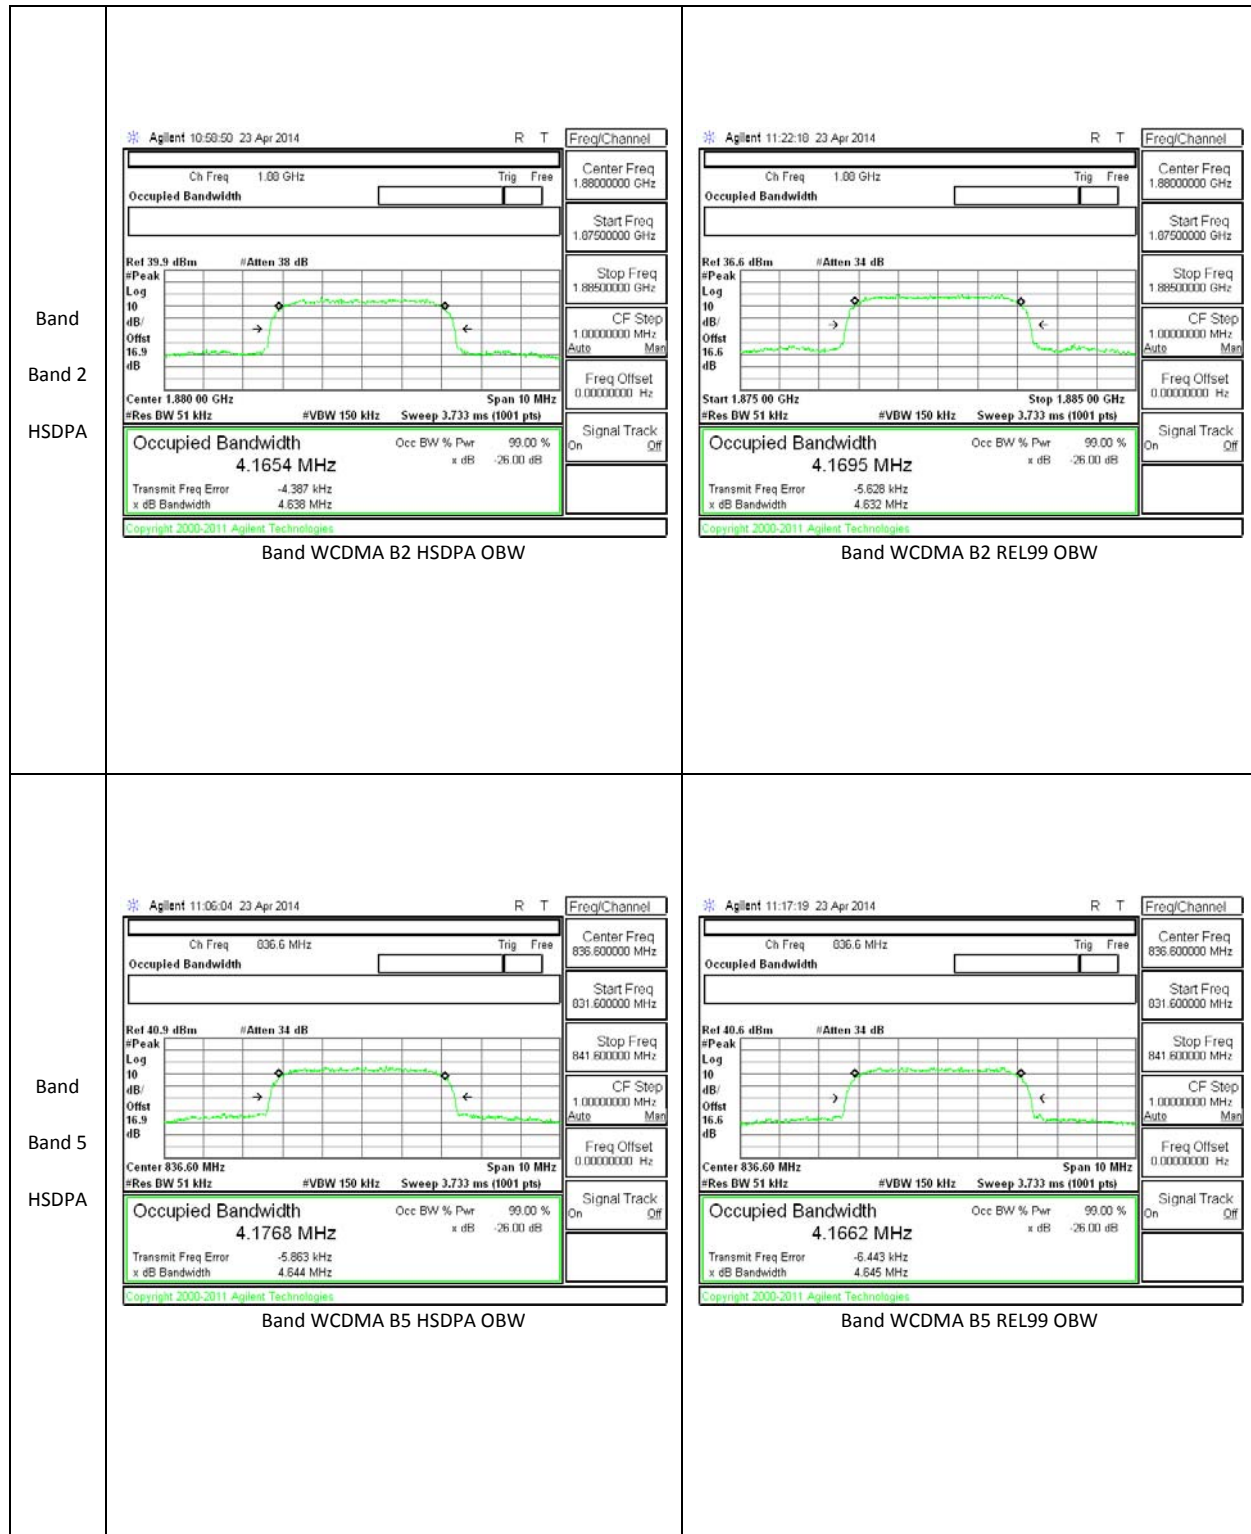 Band
Band 2
HSDPA
Agilent 10:58:50 23 Apr 2014 R T
Freq/Channel
Ch Freq 1.88 GHz Trig Free
Occupied Bandwidth
Center Freq
1.88000000 GHz
Start Freq
1.87500000 GHz
Ref 39.9 dBm #Atten 38 dB
#Peak
Log
10
dB/
Offst
16.9
dB
Stop Freq
1.88500000 GHz
CF Step
1.00000000 MHz
Auto Man
Freq Offset
0.00000000 Hz
Center 1.880 00 GHz Span 10 MHz
#Res BW 51 kHz #VBW 150 kHz Sweep 3.733 ms (1001 pts)
Signal Track
On Off
Occupied Bandwidth Occ BW % Pwr 99.00 %
4.1654 MHz x dB -26.00 dB
Transmit Freq Error -4.387 kHz
x dB Bandwidth 4.638 MHz
Copyright 2000-2011 Agilent Technologies
Band WCDMA B2 HSDPA OBW
Agilent 11:22:18 23 Apr 2014 R T
Freq/Channel
Ch Freq 1.88 GHz Trig Free
Occupied Bandwidth
Center Freq
1.88000000 GHz
Start Freq
1.87500000 GHz
Ref 36.6 dBm #Atten 34 dB
#Peak
Log
10
dB/
Offst
16.6
dB
Stop Freq
1.88500000 GHz
CF Step
1.00000000 MHz
Auto Man
Freq Offset
0.00000000 Hz
Start 1.875 00 GHz Stop 1.885 00 GHz
#Res BW 51 kHz #VBW 150 kHz Sweep 3.733 ms (1001 pts)
Signal Track
On Off
Occupied Bandwidth Occ BW % Pwr 99.00 %
4.1695 MHz x dB -26.00 dB
Transmit Freq Error -5.628 kHz
x dB Bandwidth 4.632 MHz
Copyright 2000-2011 Agilent Technologies
Band WCDMA B2 REL99 OBW
Band
Band 5
HSDPA
Agilent 11:06:04 23 Apr 2014 R T
Freq/Channel
Ch Freq 836.6 MHz Trig Free
Occupied Bandwidth
Center Freq
836.600000 MHz
Start Freq
831.600000 MHz
Ref 40.9 dBm #Atten 34 dB
#Peak
Log
10
dB/
Offst
16.9
dB
Stop Freq
841.600000 MHz
CF Step
1.00000000 MHz
Auto Man
Freq Offset
0.00000000 Hz
Center 836.60 MHz Span 10 MHz
#Res BW 51 kHz #VBW 150 kHz Sweep 3.733 ms (1001 pts)
Signal Track
On Off
Occupied Bandwidth Occ BW % Pwr 99.00 %
4.1768 MHz x dB -26.00 dB
Transmit Freq Error -5.863 kHz
x dB Bandwidth 4.644 MHz
Copyright 2000-2011 Agilent Technologies
Band WCDMA B5 HSDPA OBW
Agilent 11:17:19 23 Apr 2014 R T
Freq/Channel
Ch Freq 836.6 MHz Trig Free
Occupied Bandwidth
Center Freq
836.600000 MHz
Start Freq
831.600000 MHz
Ref 40.6 dBm #Atten 34 dB
#Peak
Log
10
dB/
Offst
16.6
dB
Stop Freq
841.600000 MHz
CF Step
1.00000000 MHz
Auto Man
Freq Offset
0.00000000 Hz
Center 836.60 MHz Span 10 MHz
#Res BW 51 kHz #VBW 150 kHz Sweep 3.733 ms (1001 pts)
Signal Track
On Off
Occupied Bandwidth Occ BW % Pwr 99.00 %
4.1662 MHz x dB -26.00 dB
Transmit Freq Error -6.443 kHz
x dB Bandwidth 4.645 MHz
Copyright 2000-2011 Agilent Technologies
Band WCDMA B5 REL99 OBW